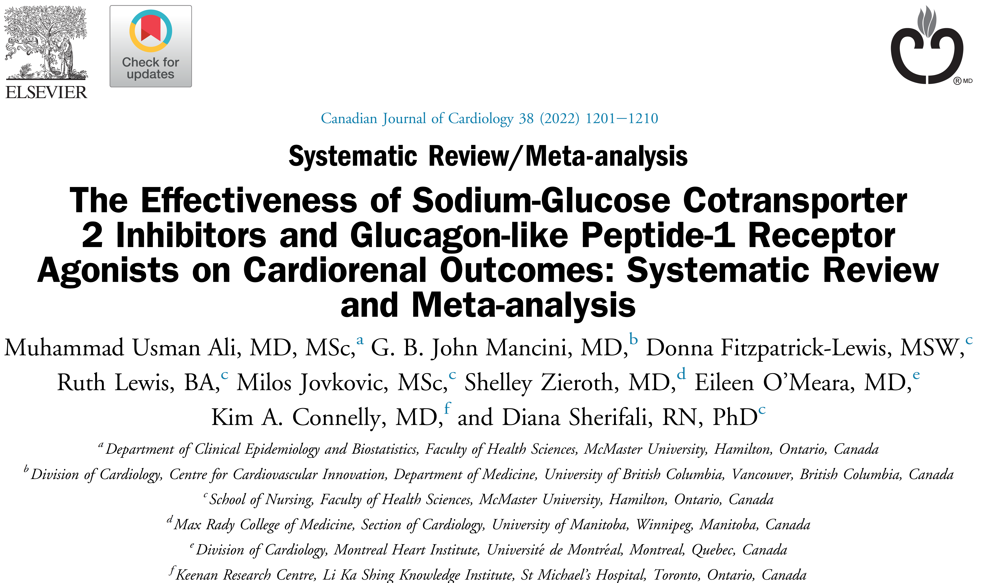 NON SOLUS
ELSEVIER
Check for
updates
® MD
Canadian Journal of Cardiology 38 (2022) 1201–1210
Systematic Review/Meta-analysis
The Effectiveness of Sodium-Glucose Cotransporter
2 Inhibitors and Glucagon-like Peptide-1 Receptor
Agonists on Cardiorenal Outcomes: Systematic Review
and Meta-analysis
Muhammad Usman Ali, MD, MSc,a G. B. John Mancini, MD,b Donna Fitzpatrick-Lewis, MSW,c
Ruth Lewis, BA,c Milos Jovkovic, MSc,c Shelley Zieroth, MD,d Eileen O’Meara, MD,e
Kim A. Connelly, MD,f and Diana Sherifali, RN, PhDc
a Department of Clinical Epidemiology and Biostatistics, Faculty of Health Sciences, McMaster University, Hamilton, Ontario, Canada
b Division of Cardiology, Centre for Cardiovascular Innovation, Department of Medicine, University of British Columbia, Vancouver, British Columbia, Canada
c School of Nursing, Faculty of Health Sciences, McMaster University, Hamilton, Ontario, Canada
d Max Rady College of Medicine, Section of Cardiology, University of Manitoba, Winnipeg, Manitoba, Canada
e Division of Cardiology, Montreal Heart Institute, Université de Montréal, Montreal, Quebec, Canada
f Keenan Research Centre, Li Ka Shing Knowledge Institute, St Michael’s Hospital, Toronto, Ontario, Canada